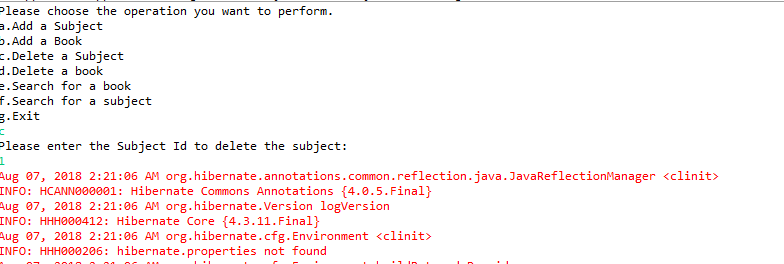 Please choose the operation you want to perform.
a.Add a Subject
b.Add a Book
c.Delete a Subject
d.Delete a book
e.Search for a book
f.Search for a subject
g.Exit
c
Please enter the Subject Id to delete the subject:
1
Aug 07, 2018 2:21:06 AM org.hibernate.annotations.common.reflection.java.JavaReflectionManager <clinit>
INFO: HCANN000001: Hibernate Commons Annotations {4.0.5.Final}
Aug 07, 2018 2:21:06 AM org.hibernate.Version logVersion
INFO: HHH000412: Hibernate Core {4.3.11.Final}
Aug 07, 2018 2:21:06 AM org.hibernate.cfg.Environment <clinit>
INFO: HHH000206: hibernate.properties not found